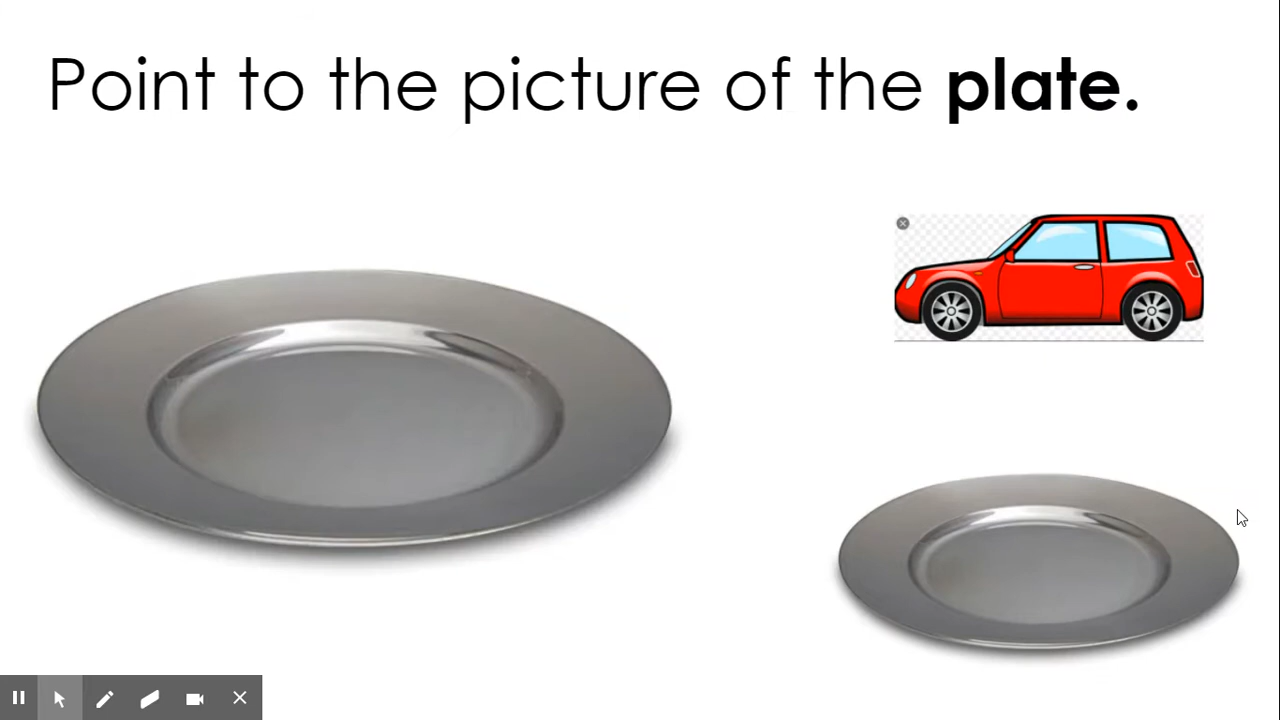 Point to the picture of the plate.